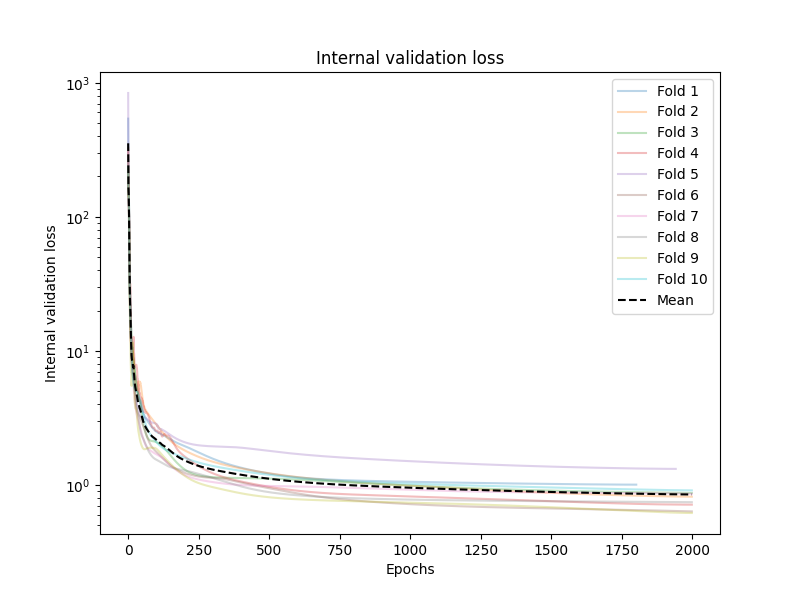 Internal validation loss
Internal validation loss
10³
10²
10¹
10⁰
0 250 500 750 1000 1250 1500 1750 2000
Epochs
Fold 1
Fold 2
Fold 3
Fold 4
Fold 5
Fold 6
Fold 7
Fold 8
Fold 9
Fold 10
Mean